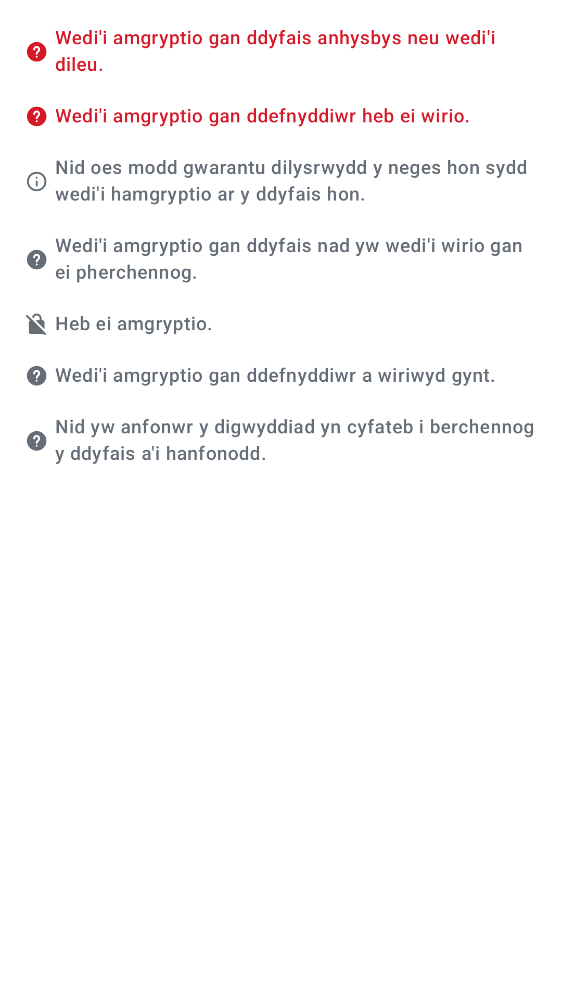 Wedi'i amgryptio gan ddyfais anhysbys neu wedi'i
dileu.
Wedi'i amgryptio gan ddefnyddiwr heb ei wirio.
Nid oes modd gwarantu dilysrwydd y neges hon sydd
wedi'i hamgryptio ar y ddyfais hon.
Wedi'i amgryptio gan ddyfais nad yw wedi'i wirio gan
ei pherchennog.
Heb ei amgryptio.
Wedi'i amgryptio gan ddefnyddiwr a wiriwyd gynt.
Nid yw anfonwr y digwyddiad yn cyfateb i berchennog
y ddyfais a'i hanfonodd.